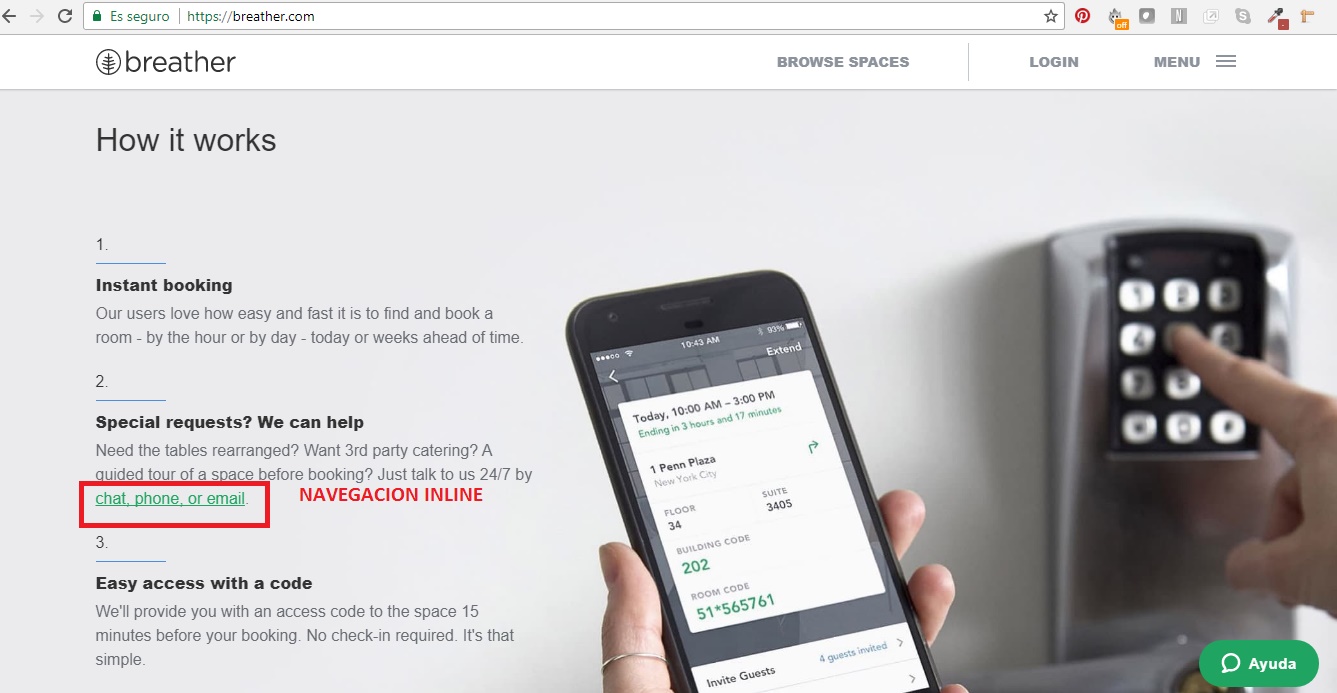 Es seguro
https://breather.com
off
N
breather
BROWSE SPACES
LOGIN
MENU
How it works
1.
Instant booking
Our users love how easy and fast it is to find and book a
room - by the hour or by day - today or weeks ahead of time.
2.
Special requests? We can help
Need the tables rearranged? Want 3rd party catering? A
guided tour of a space before booking? Just talk to us 24/7 by
chat, phone, or email.
NAVEGACION INLINE
3.
Easy access with a code
We'll provide you with an access code to the space 15
minutes before your booking. No check-in required. It's that
simple.
10:43 AM
93%
Extend
Today, 10:00 AM – 3:00 PM
Ending in 3 hours and 17 minutes
1 Penn Plaza
New York City
FLOOR
34
SUITE
3405
BUILDING CODE
202
ROOM CODE
51*565761
Invite Guests
4 guests invited
1 2 3
4
7 8
Ayuda